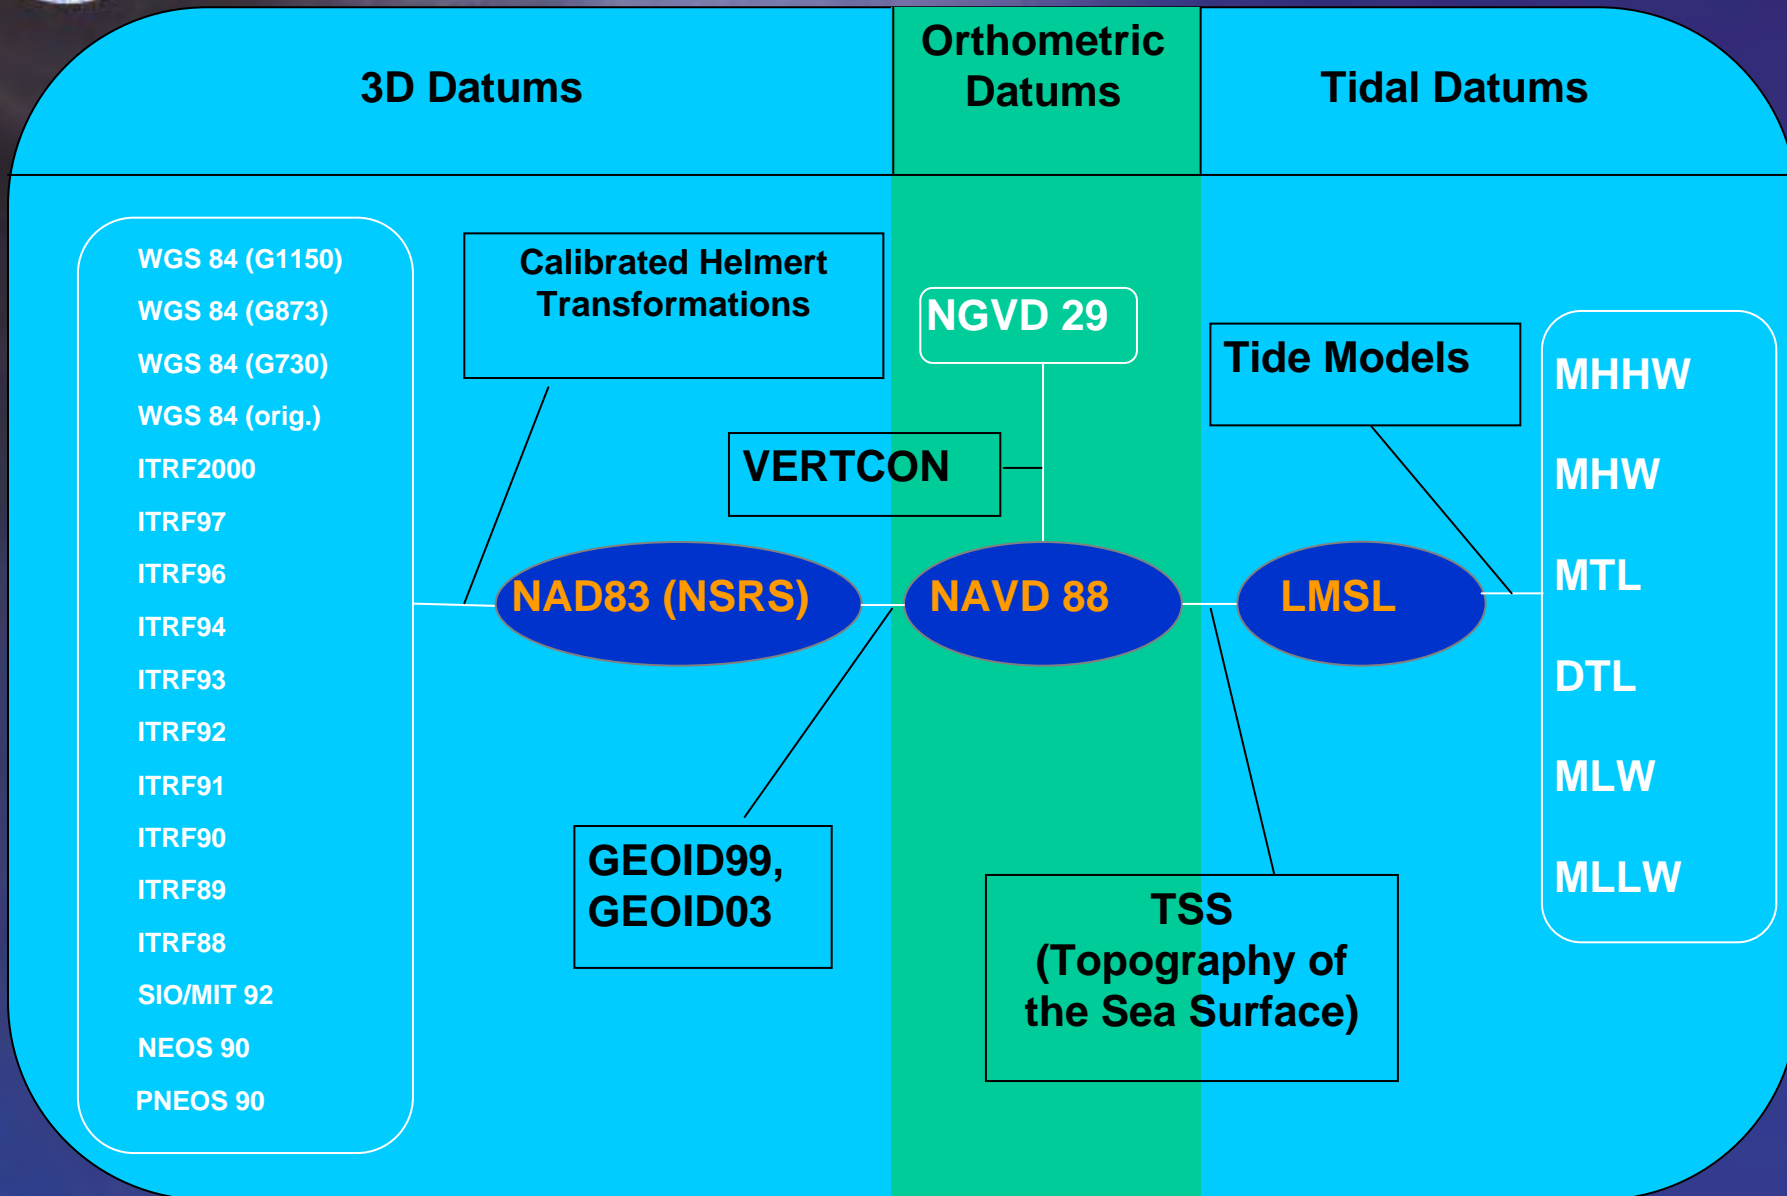 3D Datums
Orthometric
Datums
Tidal Datums
WGS 84 (G1150)
WGS 84 (G873)
WGS 84 (G730)
WGS 84 (orig.)
ITRF2000
ITRF97
ITRF96
ITRF94
ITRF93
ITRF92
ITRF91
ITRF90
ITRF89
ITRF88
SIO/MIT 92
NEOS 90
PNEOS 90
Calibrated Helmert
Transformations
NAD83 (NSRS)
GEOID99,
GEOID03
NGVD 29
VERTCON
NAVD 88
TSS
(Topography of
the Sea Surface)
LMSL
Tide Models
MHHW
MHW
MTL
DTL
MLW
MLLW